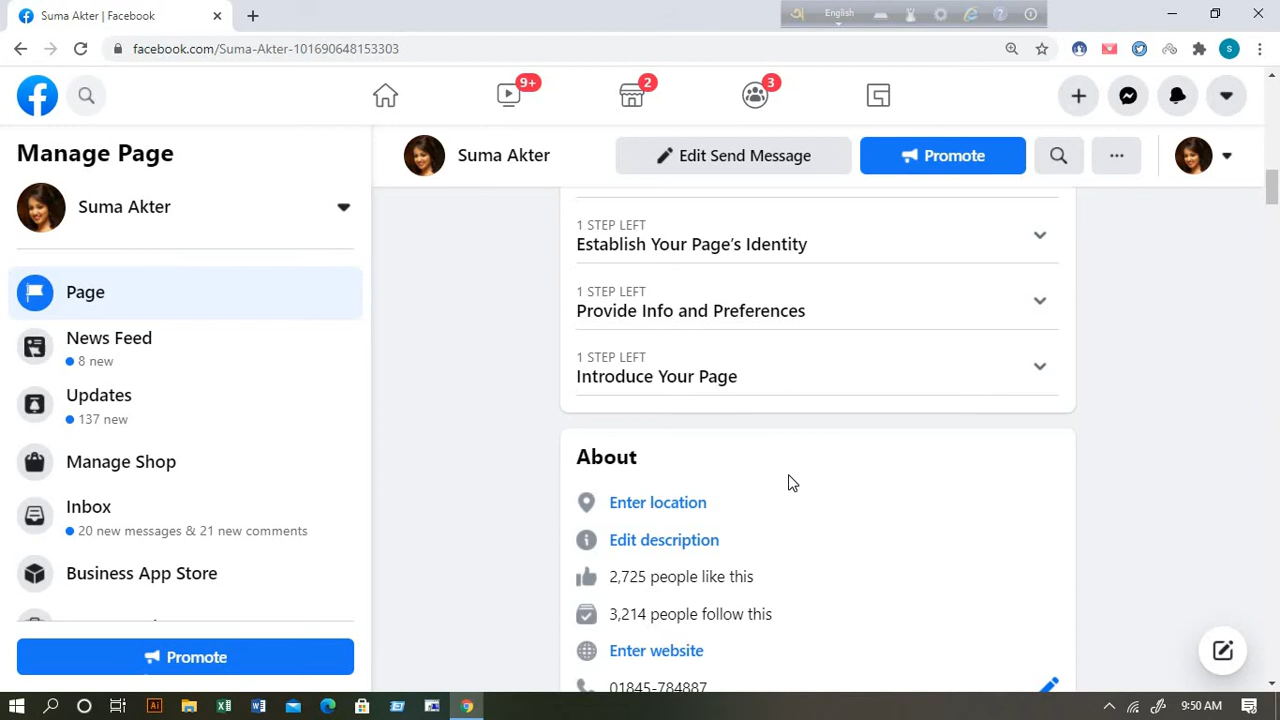 Suma Akter | Facebook
English
facebook.com/Suma-Akter-101690648153303
S
9+
2
3
Manage Page
Suma Akter
Edit Send Message
Promote
Suma Akter
1 STEP LEFT
Establish Your Page's Identity
Page
1 STEP LEFT
Provide Info and Preferences
News Feed
8 new
1 STEP LEFT
Introduce Your Page
Updates
137 new
Manage Shop
About
Inbox
20 new messages & 21 new comments
Enter location
Edit description
Business App Store
2,725 people like this
3,214 people follow this
Promote
Enter website
01845-784887
9:50 AM